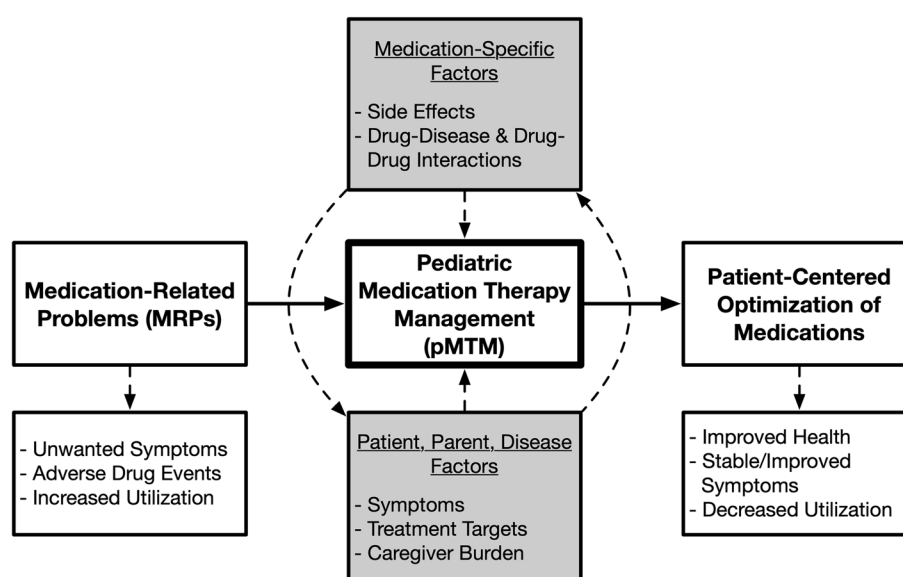 Medication-Specific
Factors
- Side Effects
- Drug-Disease & Drug-
Drug Interactions
Medication-Related
Problems (MRPs)
Pediatric
Medication Therapy
Management
(pMTM)
Patient-Centered
Optimization of
Medications
- Unwanted Symptoms
- Adverse Drug Events
- Increased Utilization
Patient, Parent, Disease
Factors
- Symptoms
- Treatment Targets
- Caregiver Burden
- Improved Health
- Stable/Improved
Symptoms
- Decreased Utilization